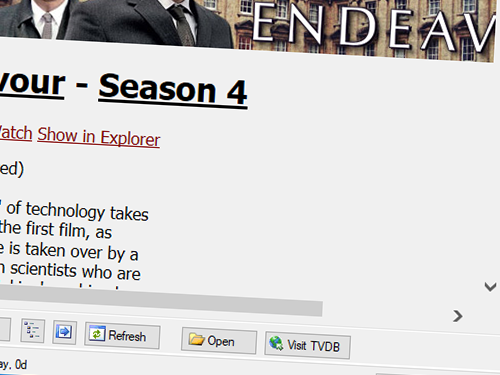 ENDEAV
vour - Season 4
Watch Show in Explorer
ed)
of technology takes
the first film, as
e is taken over by a
n scientists who are
Refresh Open Visit TVDB
ay, 0d